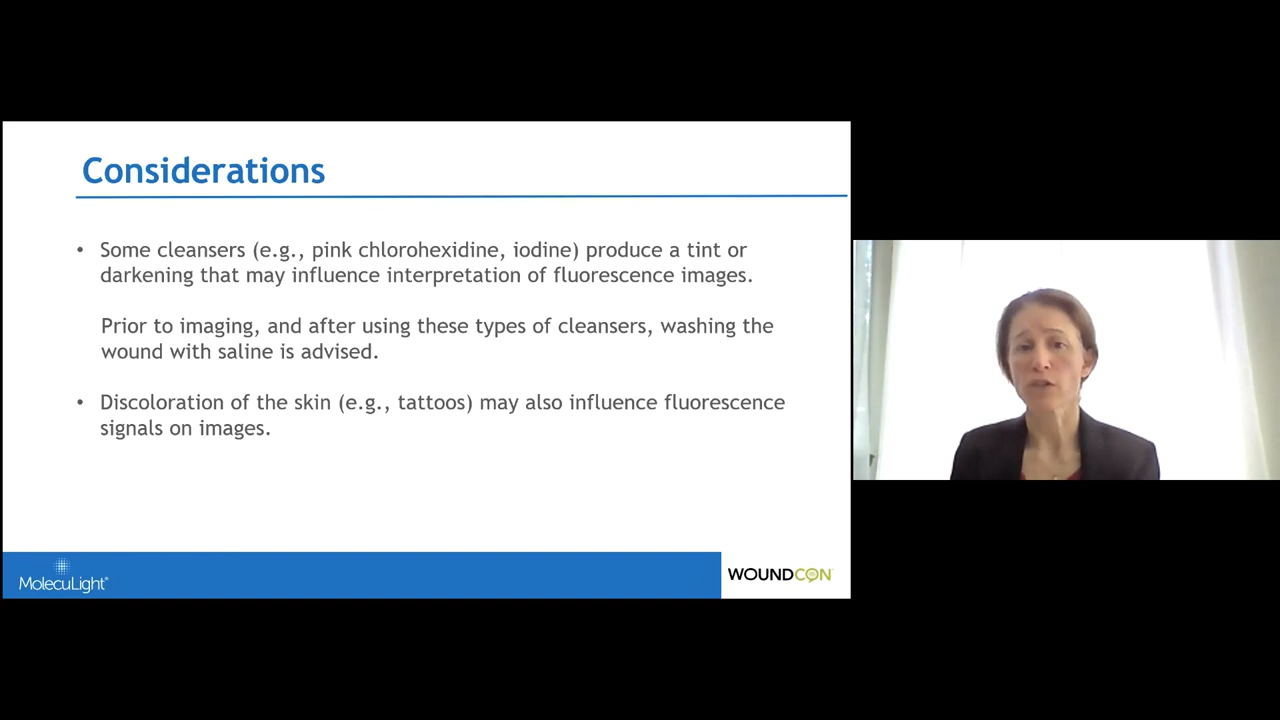 Considerations
• Some cleansers (e.g., pink chlorohexidine, iodine) produce a tint or
darkening that may influence interpretation of fluorescence images.
Prior to imaging, and after using these types of cleansers, washing the
wound with saline is advised.
• Discoloration of the skin (e.g., tattoos) may also influence fluorescence
signals on images.
MolecuLight®
WOUNDCON